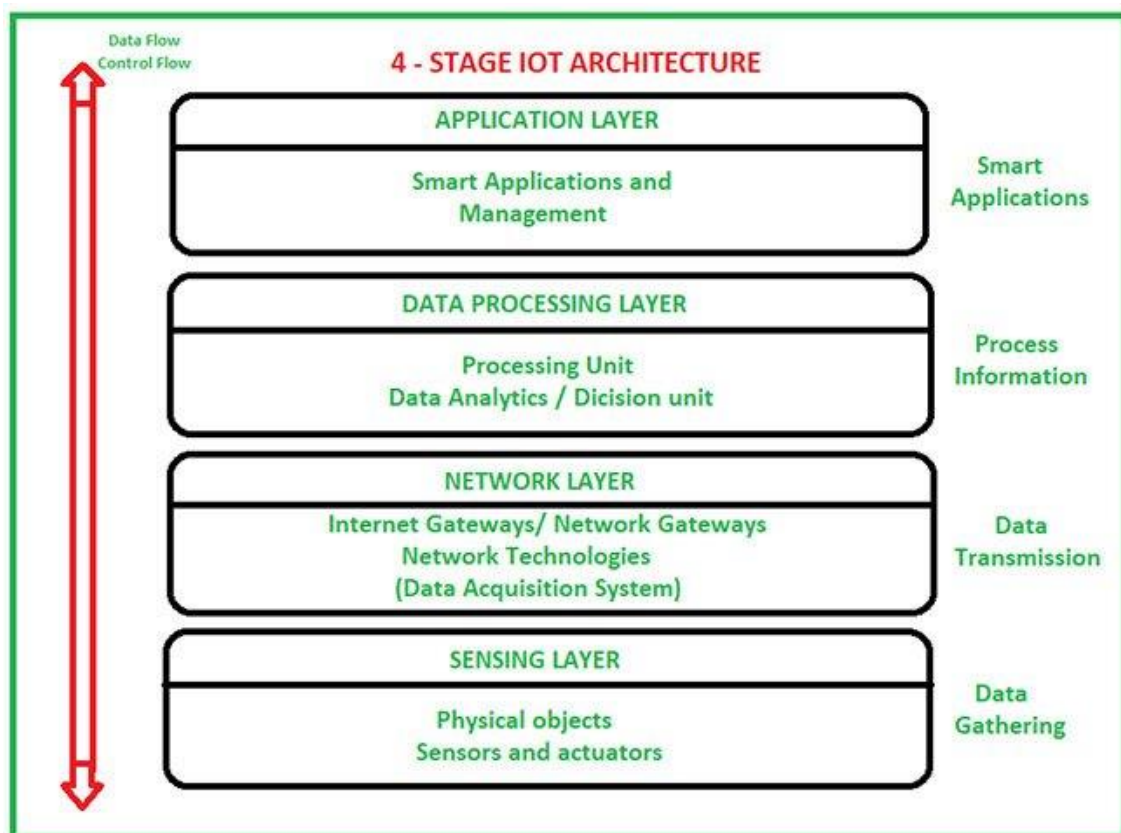 Data Flow
Control Flow
4 - STAGE IOT ARCHITECTURE
APPLICATION LAYER
Smart Applications and
Management
Smart
Applications
DATA PROCESSING LAYER
Processing Unit
Data Analytics / Dicision unit
Process
Information
NETWORK LAYER
Internet Gateways/ Network Gateways
Network Technologies
(Data Acquisition System)
Data
Transmission
SENSING LAYER
Physical objects
Sensors and actuators
Data
Gathering